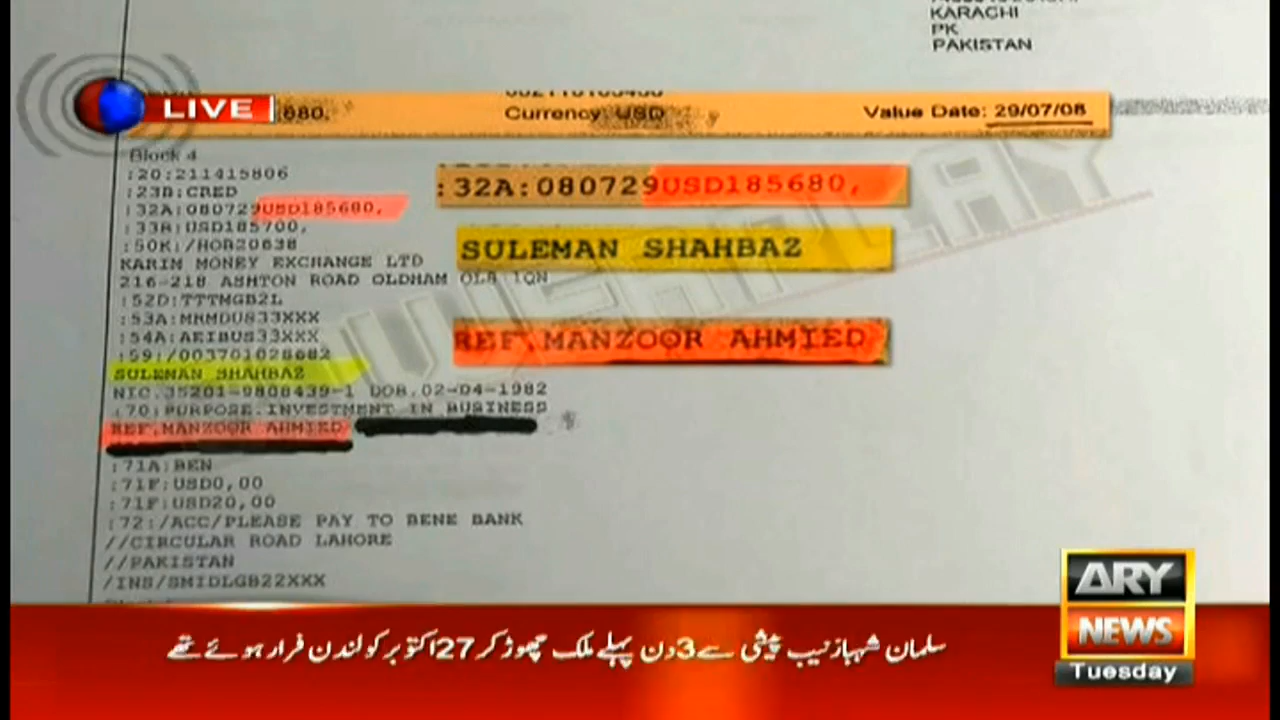 KARACHI
PK
PAKISTAN
LIVE
680.
Currency USD
Value Date: 29/07/08
Block 4
:20:211415806
:23B:CRED
:32A:080729USD185680,
:32A:080729USD185680,
:33B:USD185700,
:50K:/HOB20638
SULEMAN SHAHBAZ
KARIM MONEY EXCHANGE LTD
216-218 ASHTON ROAD OLDHAM OL8 1QN
:52D:TTTMGB2L
:53A:MRMDUS33XXX
:54A:AEIBUS33XXX
REF.MANZOOR AHMIED
:59:/003701028682
SULEMAN SHAHBAZ
NIC.35201-9808439-1 DOB.02-04-1982
:70:PURPOSE.INVESTMENT IN BUSINESS
REF.MANZOOR AHMIED
:71A:BEN
:71F:USD0,00
:71F:USD20,00
:72:/ACC/PLEASE PAY TO BENE BANK
//CIRCULAR ROAD LAHORE
//PAKISTAN
/INS/SMIDLGB22XXX
ARY
NEWS
Tuesday
سلمان شہباز نیب پیشی سے 3 دن پہلے ملک چھوڑ کر 27 اکتوبر کو لندن فرار ہوئے تھے